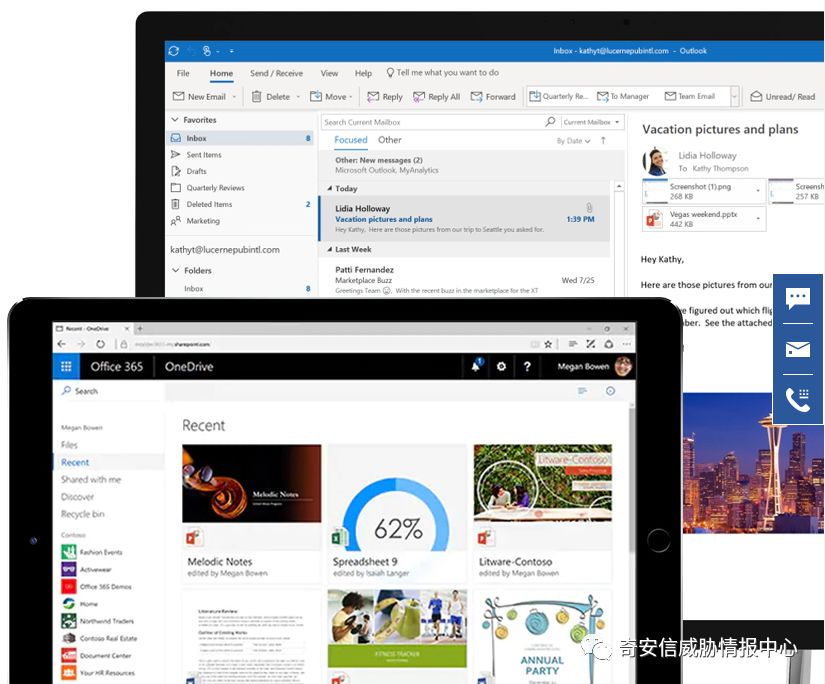 Inbox - kathyt@lucernepubintl.com - Outlook
File Home Send / Receive View Help Tell me what you want to do
New Email Delete Move Reply Reply All Forward Quarterly Re... To Manager Team Email Unread/ Read
Favorites
Inbox 8
Sent Items
Drafts
Quarterly Reviews
Deleted Items 2
Marketing
kathyt@lucernepubintl.com
Folders
Inbox 8
Search Current Mailbox Current Mailbox
Focused Other By Date
Other: New messages (2)
Microsoft Outlook, MyAnalytics
Today
Lidia Holloway
Vacation pictures and plans 1:39 PM
Hey Kathy, Here are those pictures from our trip to Seattle you asked for.
Last Week
Patti Fernandez
Marketplace Buzz Wed 7/25
Greetings Team With the recent buzz in the marketplace for the XT
Vacation pictures and plans
Lidia Holloway
To Kathy Thompson
Screenshot (1).png
268 KB
Screensh
257 KB
Vegas weekend.pptx
442 KB
Hey Kathy,
Here are those pictures from our
've figured out which flig
mber. See the attached
Recent - OneDrive
Office 365 OneDrive 1 ? Megan Bowen
Search
Megan Bowen
Files
Recent
Shared with me
Discover
Recycle bin
Contoso
Fashion Events
Activewear
Office 365 Demos
Home
Northwind Traders
Contoso Real Estate
Document Center
Your HR Resources
Recent
Melodic Notes
Melodic Notes
edited by Megan Bowen
62%
Spreadsheet 9
edited by Isaiah Langer
Litware-Contoso
Litware-Contoso
edited by Megan Bowen
Literature Review
Outline of Existing Works
FITNESS TRACKER
ANNUAL
PARTY
奇安信威胁情报中心